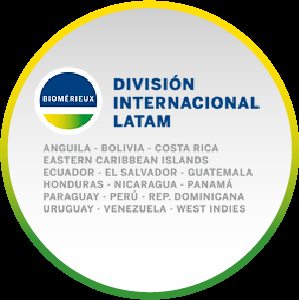 BIOMÉRIEUX
DIVISIÓN
INTERNACIONAL
LATAM
ANGUILA - BOLIVIA - COSTA RICA
EASTERN CARIBBEAN ISLANDS
ECUADOR - EL SALVADOR - GUATEMALA
HONDURAS - NICARAGUA - PANAMÁ
PARAGUAY - PERÚ - REP. DOMINICANA
URUGUAY - VENEZUELA - WEST INDIES